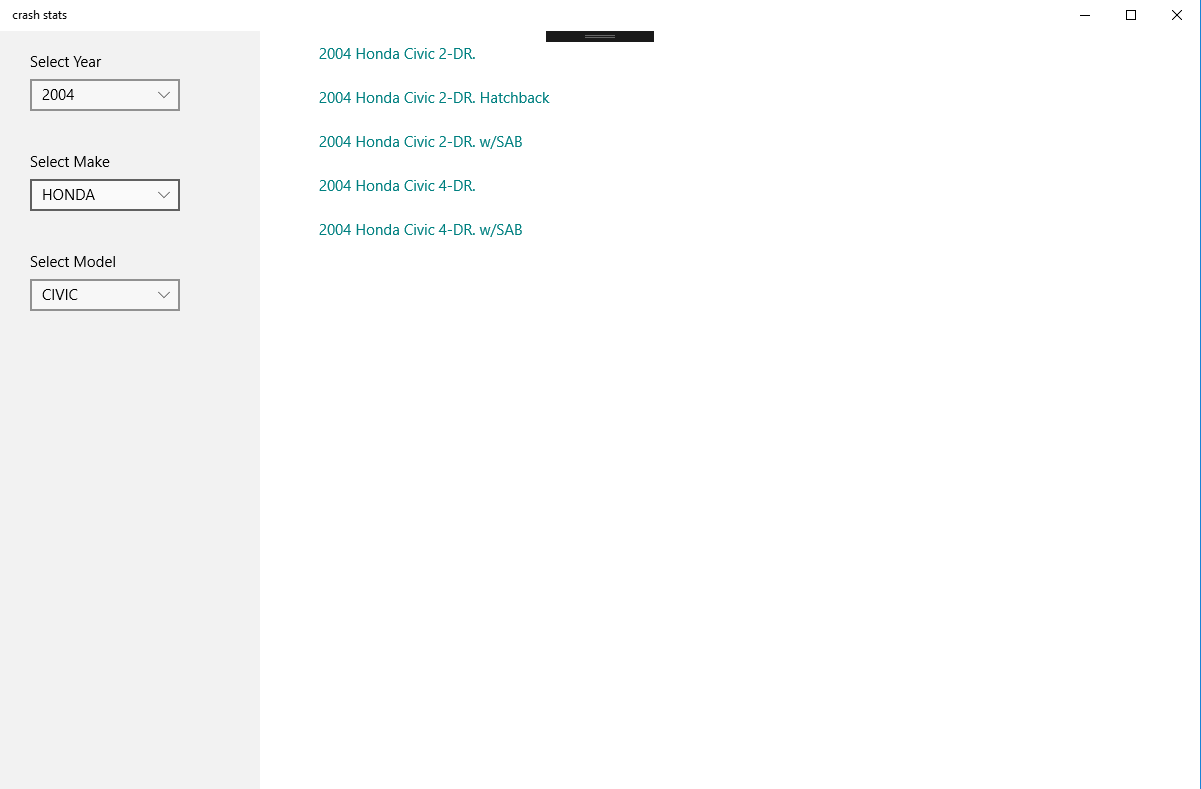 crash stats
Select Year
2004
Select Make
HONDA
Select Model
CIVIC
2004 Honda Civic 2-DR.
2004 Honda Civic 2-DR. Hatchback
2004 Honda Civic 2-DR. w/SAB
2004 Honda Civic 4-DR.
2004 Honda Civic 4-DR. w/SAB